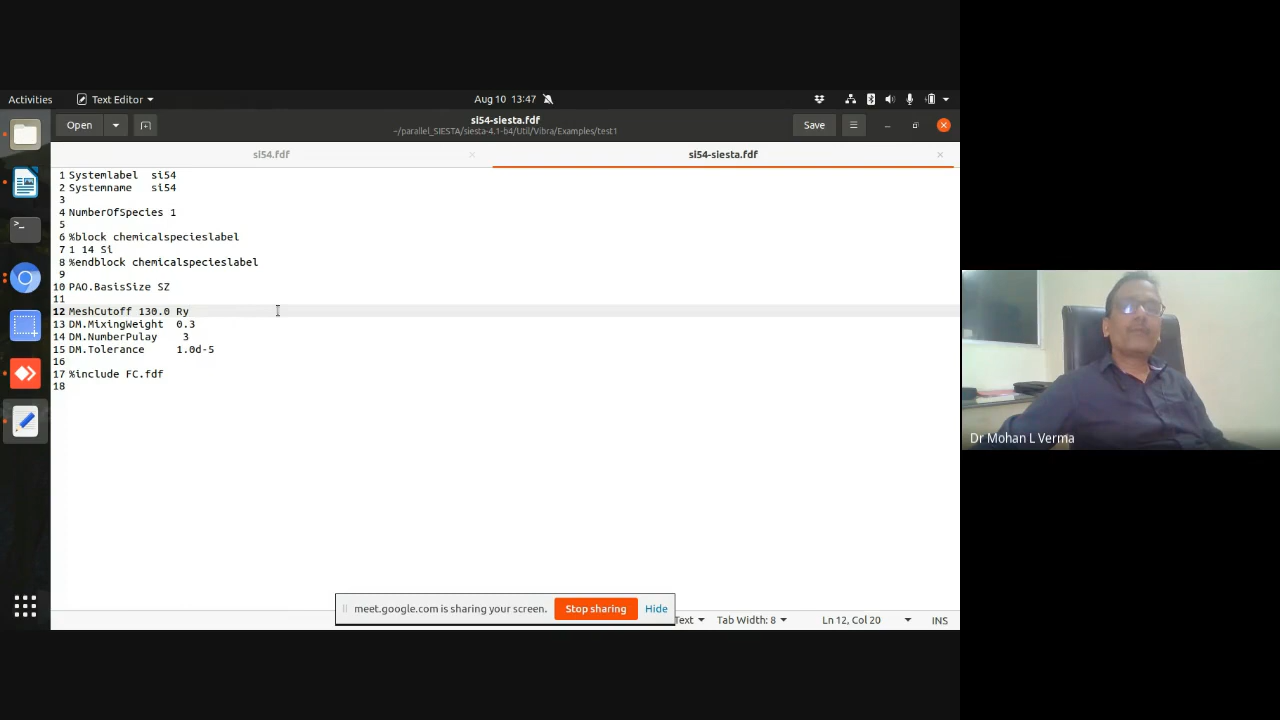 Activities
Text Editor
Aug 10 13:47
Open
si54-siesta.fdf
~/parallel_SIESTA/siesta-4.1-b4/Util/Vibra/Examples/test1
Save
si54.fdf
si54-siesta.fdf
1 Systemlabel si54
2 Systemname si54
3
4 NumberOfSpecies 1
5
6 %block chemicalspecieslabel
7 1 14 Si
8 %endblock chemicalspecieslabel
9
10 PAO.BasisSize SZ
11
12 MeshCutoff 130.0 Ry
13 DM.MixingWeight 0.3
14 DM.NumberPulay 3
15 DM.Tolerance 1.0d-5
16
17 %include FC.fdf
18
Dr Mohan L Verma
meet.google.com is sharing your screen.
Stop sharing
Hide
Text
Tab Width: 8
Ln 12, Col 20
INS